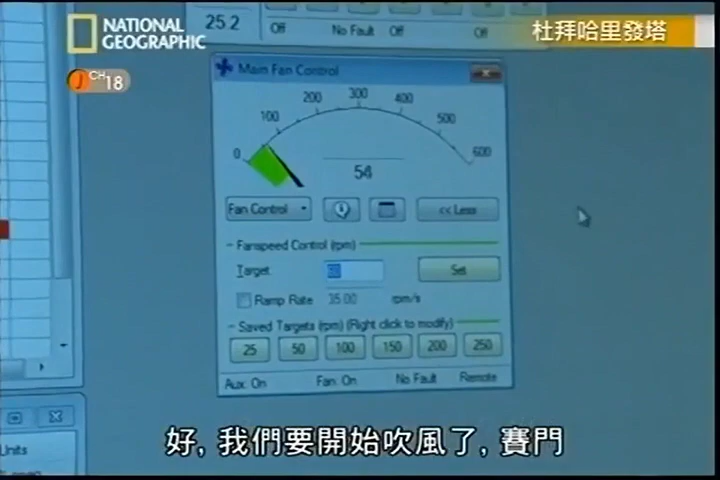 NATIONAL
GEOGRAPHIC
CH 18
杜拜哈里發塔
25.2
Off
No Fault
Off
Off
Main Fan Control
0
100
200
300
400
500
600
Fan Control
<< Less
Fanspeed Control (rpm)
Target
Set
Ramp Rate
35.00
rpm/s
Saved Targets (rpm) (Right click to modify)
25
50
100
150
200
250
Aux. On
Fan. On
No Fault
Remote
Units
好, 我們要開始吹風了, 賽門